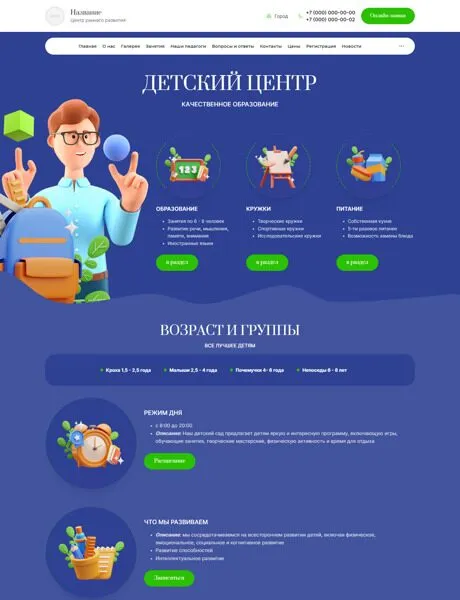 Название
Центр раннего развития
Город
+7 (000) 000-00-00
+7 (000) 000-00-02
Онлайн-заявка
Главная О нас Галерея Занятия Наши педагоги Вопросы и ответы Контакты Цены Регистрация Новости ...
ДЕТСКИЙ ЦЕНТР
КАЧЕСТВЕННОЕ ОБРАЗОВАНИЕ
123
ОБРАЗОВАНИЕ
Занятия по 6 - 9 человек
Развитие речи, мышления,
памяти, внимания
Иностранные языки
в раздел
КРУЖКИ
Творческие кружки
Спортивные кружки
Исследовательские кружки
в раздел
ПИТАНИЕ
Собственная кухня
5-ти разовое питание
Возможность замены блюда
в раздел
ВОЗРАСТ И ГРУППЫ
ВСЕ ЛУЧШЕЕ ДЕТЯМ
Кроха 1,5 - 2,5 года Малыши 2,5 - 4 года Почемучки 4- 6 года Непоседы 6 - 8 лет
РЕЖИМ ДНЯ
с 8:00 до 20:00
Описание: Наш детский сад предлагает детям яркую и интересную программу, включающую игры,
обучающие занятия, творческие мастерские, физическую активность и время для отдыха
Расписание
ЧТО МЫ РАЗВИВАЕМ
Описание: мы сосредотачиваемся на всестороннем развитии детей, включая физическое,
эмоциональное, социальное и когнитивное развитие
Развитие способностей
Интеллектуальное развитие
Записаться